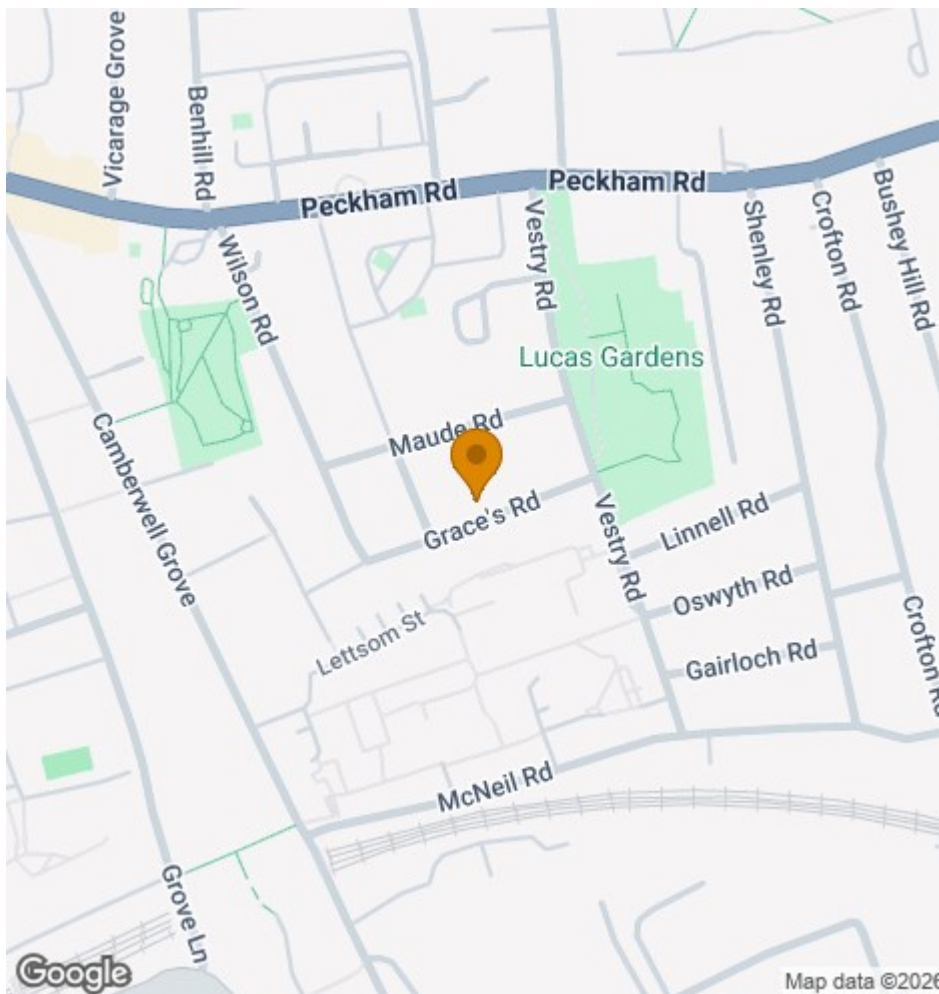 Vicarage Grove
Benhill Rd
Peckham Rd
Peckham Rd
Wilson Rd
Vestry Rd
Shenley Rd
Crofton Rd
Bushey Hill Rd
Lucas Gardens
Maude Rd
Camberwell Grove
Grace's Rd
Vestry Rd
Linnell Rd
Oswyth Rd
Lettsom St
Gairloch Rd
Crofton Rd
McNeil Rd
Grove Ln
Google
Map data ©2026